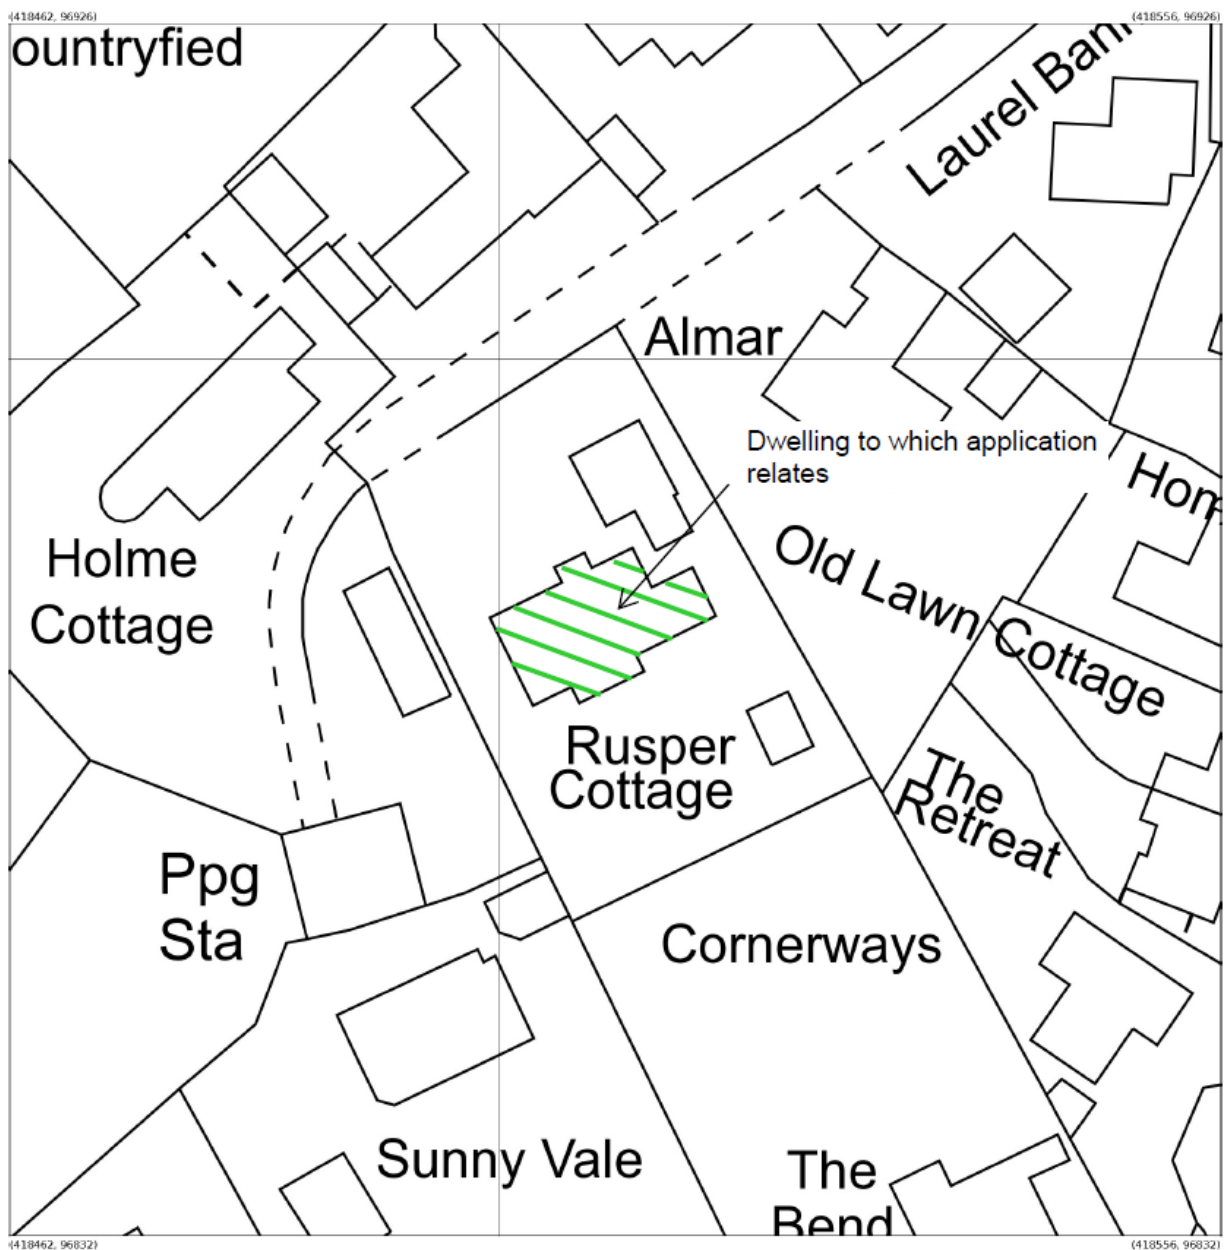 (418462, 96926)
(418556, 96926)
ountryfied
Laurel Ban
Almar
Dwelling to which application
relates
Hom
Holme
Cottage
Old Lawn Cottage
Rusper
Cottage
The
Retreat
Ppg
Sta
Cornerways
Sunny Vale
The
Bend
(418462, 96832)
(418556, 96832)